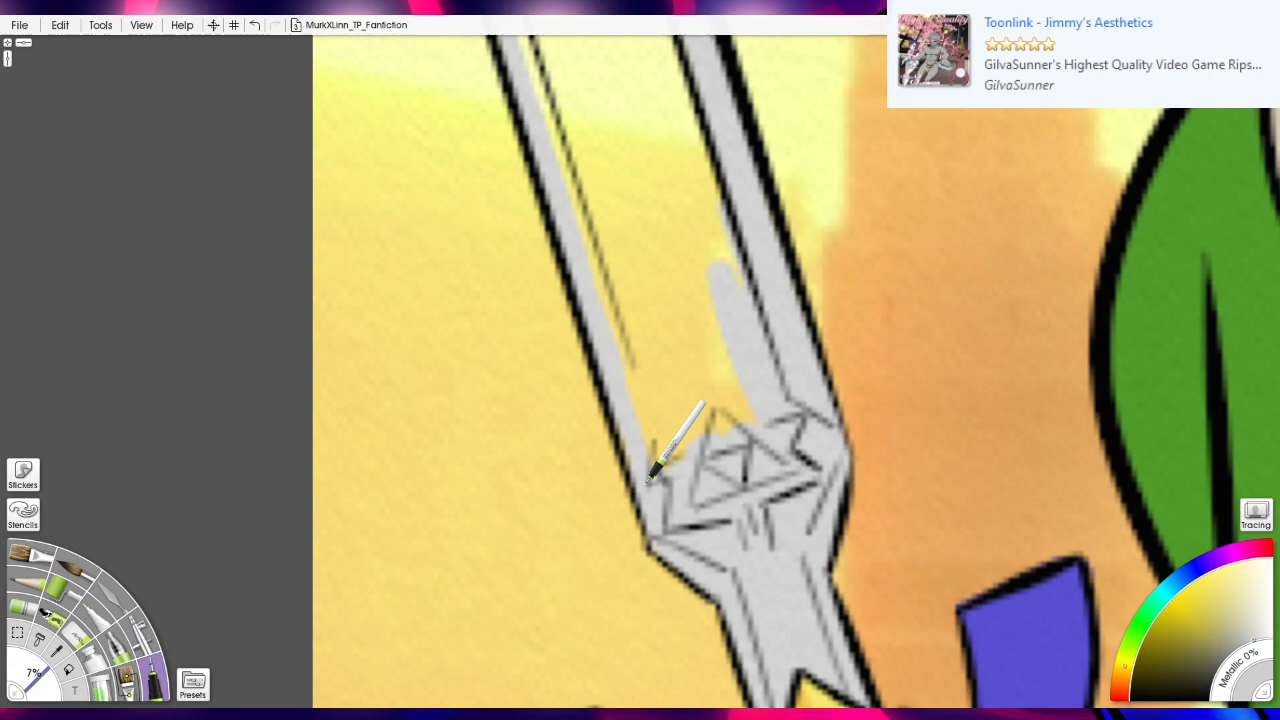 File Edit Tools View Help 3 MurkXLinn_TP_Fanfiction
Toonlink - Jimmy's Aesthetics
GilvaSunner's Highest Quality Video Game Rips...
GilvaSunner
Stickers
Stencils
7%
T
Presets
Tracing
Metallic 0%